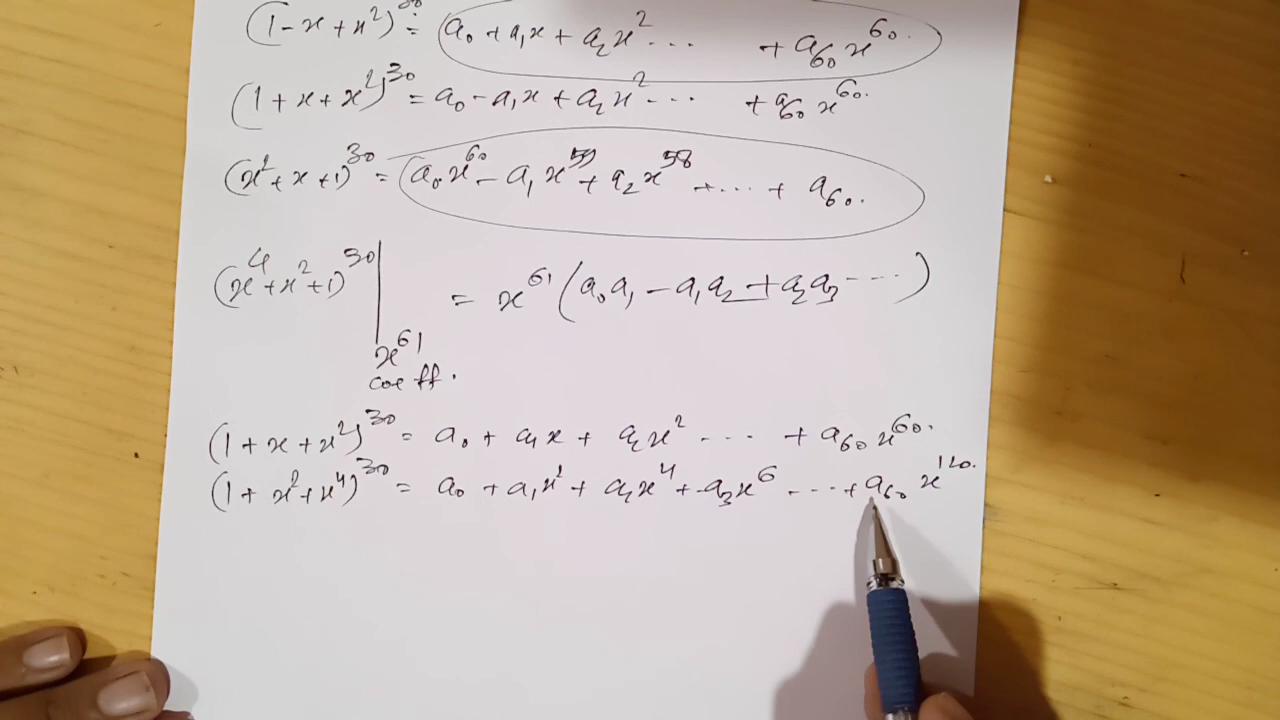 (1-x+x²)³⁰ = a₀+a₁x+a₂x²... +a₆₀x⁶⁰.
(1+x+x²)³⁰ = a₀-a₁x+a₂x²... +a₆₀x⁶⁰.
(x²+x+1)³⁰ = a₀x⁶⁰-a₁x⁵⁹+a₂x⁵⁸+...+ a₆₀.
(x⁴+x²+1)³⁰| = x⁶¹(a₀a₁-a₁a₂+a₂a₃...)
x⁶¹
coeff.
(1+x+x²)³⁰ = a₀+a₁x+a₂x²... +a₆₀x⁶⁰.
(1+x²+x⁴)³⁰ = a₀+a₁x²+a₂x⁴+a₃x⁶...+a₆₀x¹²⁰.